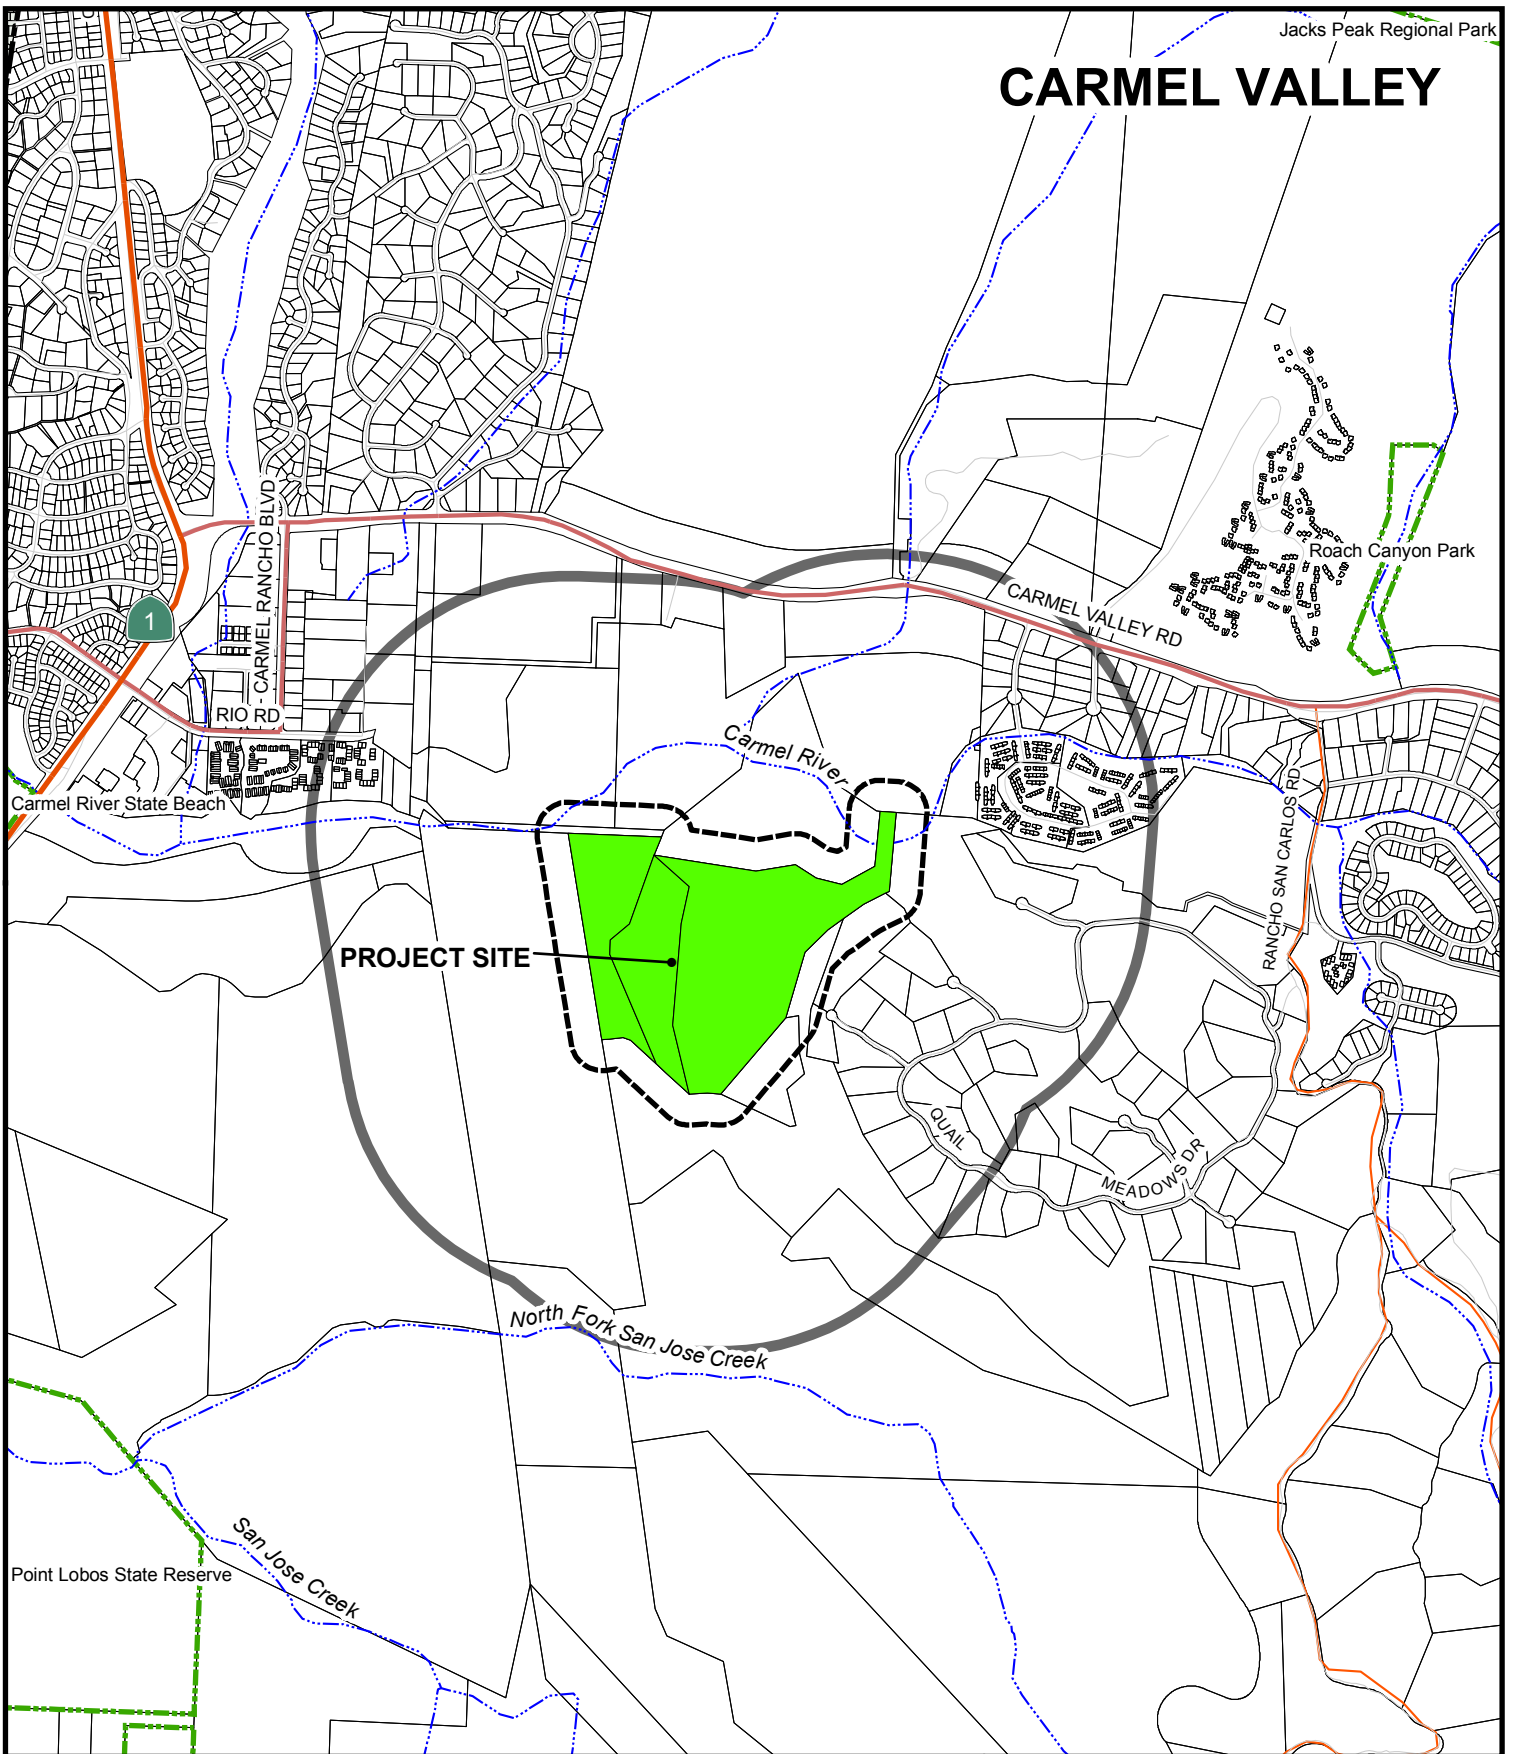 Jacks Peak Regional Park
CARMEL VALLEY
CARMEL RANCHO BLVD
Roach Canyon Park
CARMEL VALLEY RD
1
RIO RD
Carmel River
Carmel River State Beach
RANCHO SAN CARLOS RD
PROJECT SITE
QUAIL
MEADOWS DR
North Fork San Jose Creek
San Jose Creek
Point Lobos State Reserve